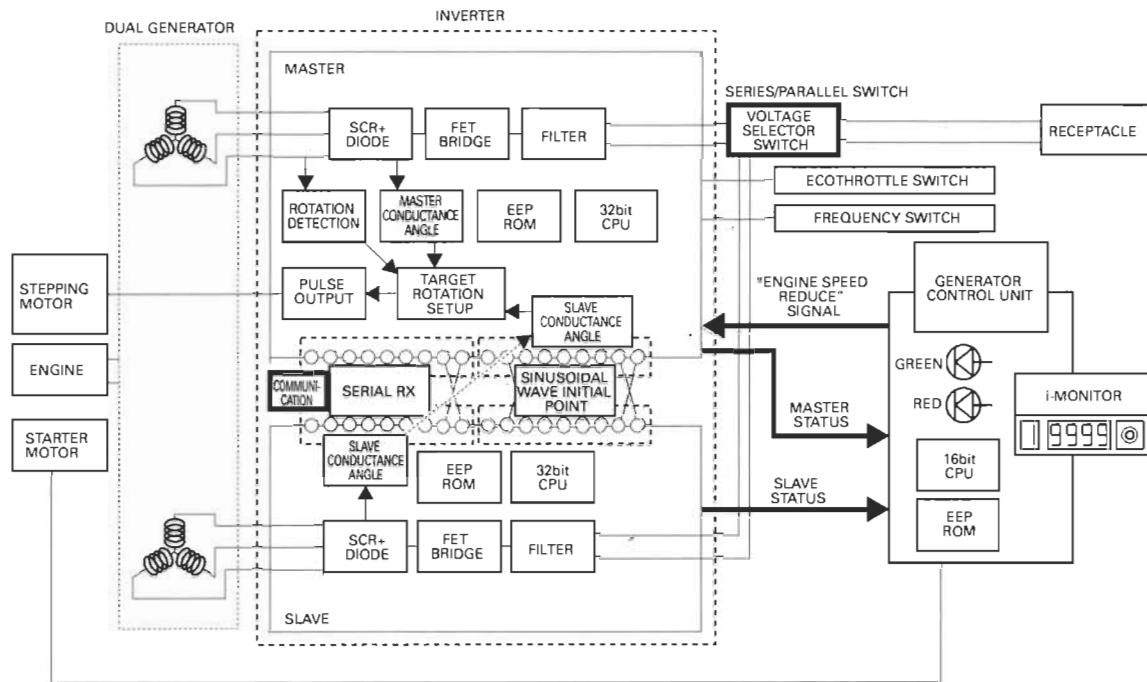 INVERTER
DUAL GENERATOR
MASTER
SERIES/PARALLEL SWITCH
SCR+
DIODE
FET
BRIDGE
FILTER
VOLTAGE
SELECTOR
SWITCH
RECEPTACLE
ECOTHROTTLE SWITCH
FREQUENCY SWITCH
ROTATION
DETECTION
MASTER
CONDUCTANCE
ANGLE
EEP
ROM
32bit
CPU
STEPPING
MOTOR
PULSE
OUTPUT
TARGET
ROTATION
SETUP
SLAVE
CONDUCTANCE
ANGLE
"ENGINE SPEED
REDUCE"
SIGNAL
GENERATOR
CONTROL UNIT
ENGINE
COMMUNI-
CATION
SERIAL RX
SINUSOIDAL
WAVE INITIAL
POINT
GREEN
RED
i-MONITOR
9999
STARTER
MOTOR
SLAVE
CONDUCTANCE
ANGLE
EEP
ROM
32bit
CPU
MASTER
STATUS
16bit
CPU
SLAVE
STATUS
EEP
ROM
SCR+
DIODE
FET
BRIDGE
FILTER
SLAVE